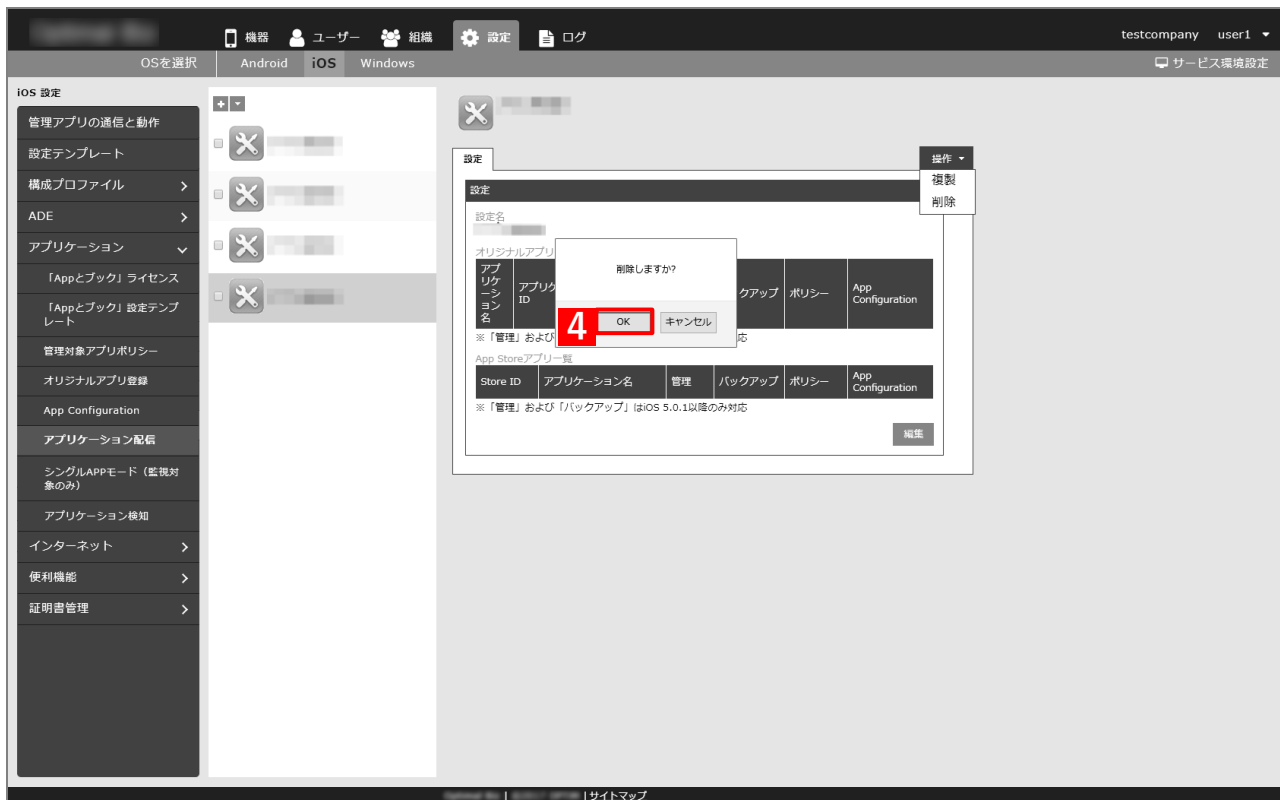 機器 ユーザー 組織 設定 ログ testcompany user1
OSを選択 Android iOS Windows サービス環境設定
iOS 設定
管理アプリの通信と動作
設定テンプレート
構成プロファイル
ADE
アプリケーション
「Appとブック」ライセンス
「Appとブック」設定テンプ
レート
管理対象アプリポリシー
オリジナルアプリ登録
App Configuration
アプリケーション配信
シングルAPPモード（監視対
象のみ）
アプリケーション検知
インターネット
便利機能
証明書管理
設定
操作
複製
削除
設定
設定名
オリジナルアプリ
アプ
リケ
ーシ
ョン
名
アプリケ
ID
クアップ
ポリシー
App
Configuration
※「管理」および
応
削除しますか?
4
OK キャンセル
App Storeアプリ一覧
Store ID アプリケーション名 管理 バックアップ ポリシー App
Configuration
※「管理」および「バックアップ」はiOS 5.0.1以降のみ対応
編集
| | サイトマップ